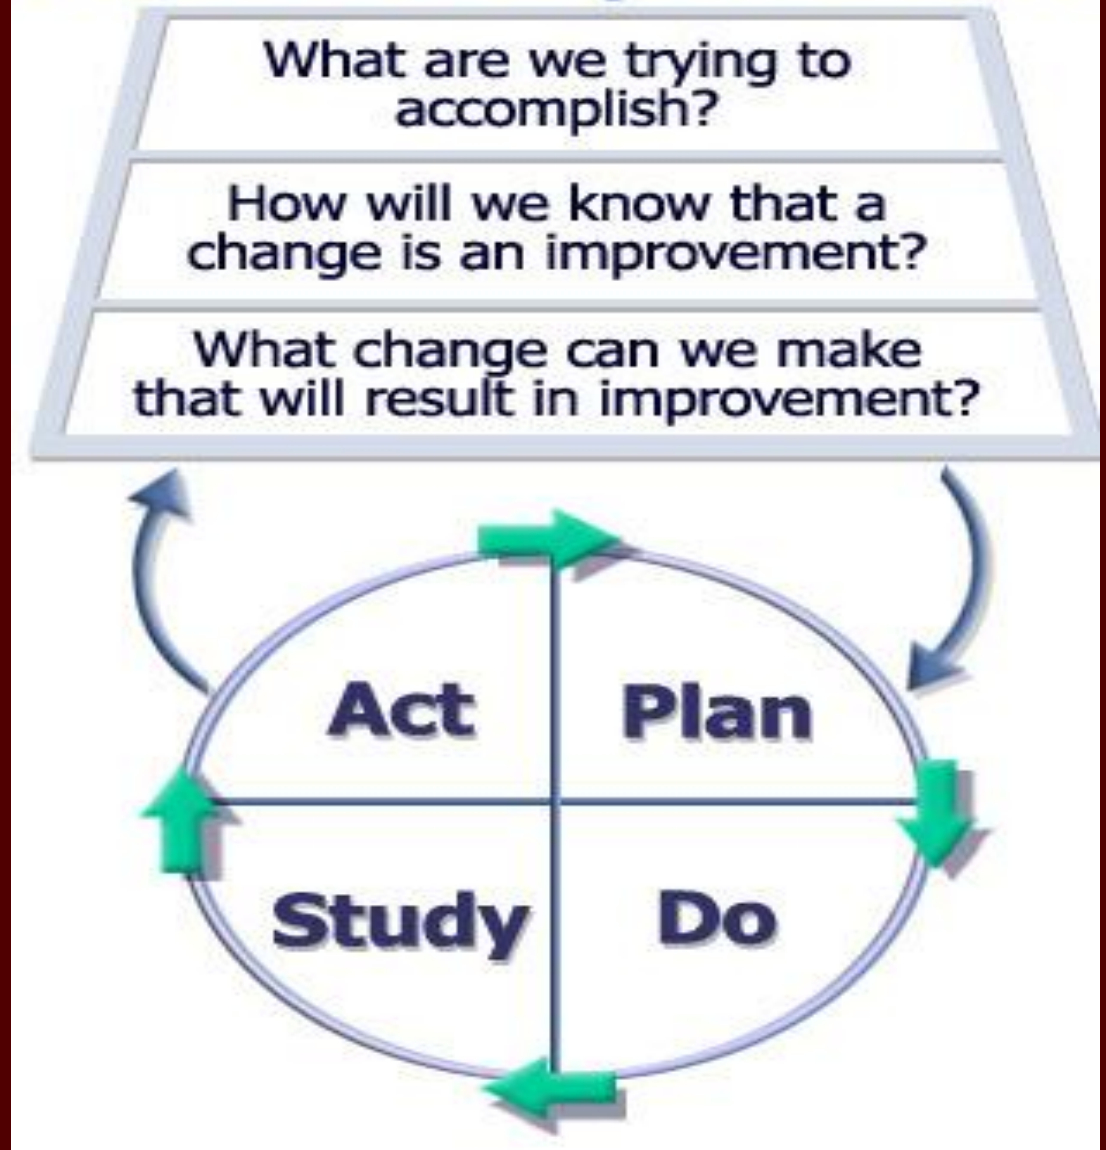 What are we trying to
accomplish?
How will we know that a
change is an improvement?
What change can we make
that will result in improvement?
Act
Plan
Study
Do